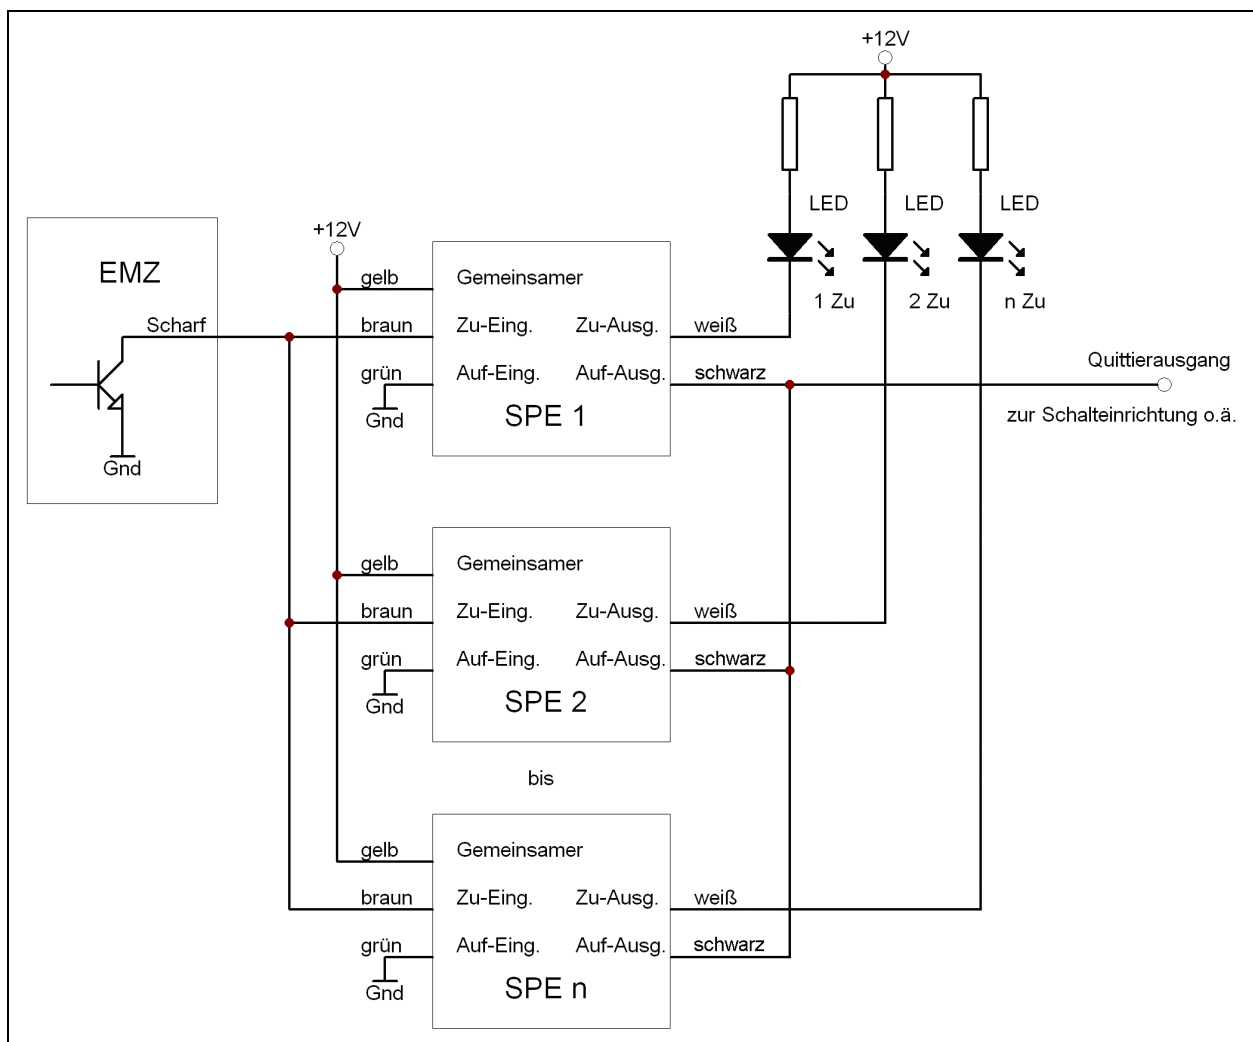 +12V
LED
LED
LED
1 Zu
2 Zu
n Zu
+12V
EMZ
Scharf
Gnd
gelb
braun
grün
Gnd
Gemeinsamer
Zu-Eing.
Zu-Ausg.
Auf-Eing.
Auf-Ausg.
SPE 1
weiß
schwarz
Quittierausgang
zur Schalteinrichtung o.ä.
gelb
braun
grün
Gnd
Gemeinsamer
Zu-Eing.
Zu-Ausg.
Auf-Eing.
Auf-Ausg.
SPE 2
weiß
schwarz
bis
gelb
braun
grün
Gnd
Gemeinsamer
Zu-Eing.
Zu-Ausg.
Auf-Eing.
Auf-Ausg.
SPE n
weiß
schwarz